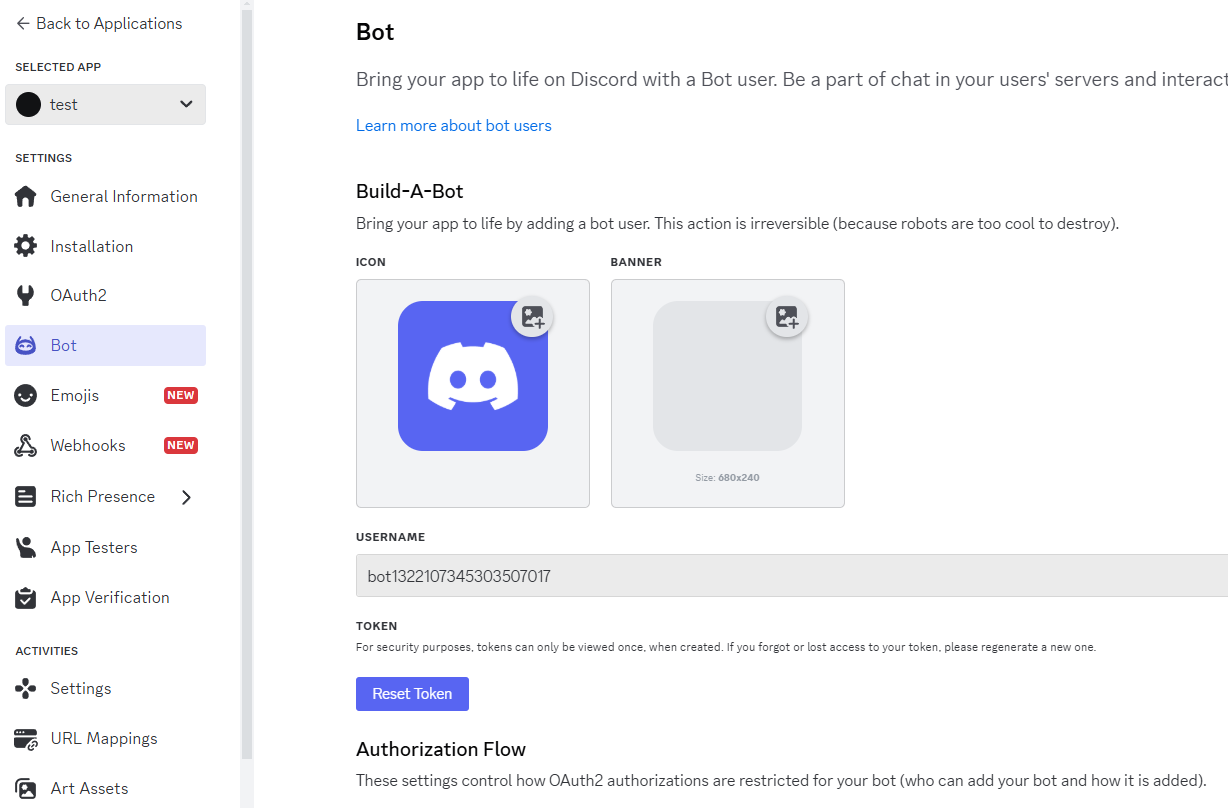 Back to Applications
SELECTED APP
test
SETTINGS
General Information
Installation
OAuth2
Bot
Emojis NEW
Webhooks NEW
Rich Presence
App Testers
App Verification
ACTIVITIES
Settings
URL Mappings
Art Assets
Bot
Bring your app to life on Discord with a Bot user. Be a part of chat in your users' servers and interact
Learn more about bot users
Build-A-Bot
Bring your app to life by adding a bot user. This action is irreversible (because robots are too cool to destroy).
ICON
BANNER
Size: 680x240
USERNAME
bot1322107345303507017
TOKEN
For security purposes, tokens can only be viewed once, when created. If you forgot or lost access to your token, please regenerate a new one.
Reset Token
Authorization Flow
These settings control how OAuth2 authorizations are restricted for your bot (who can add your bot and how it is added).